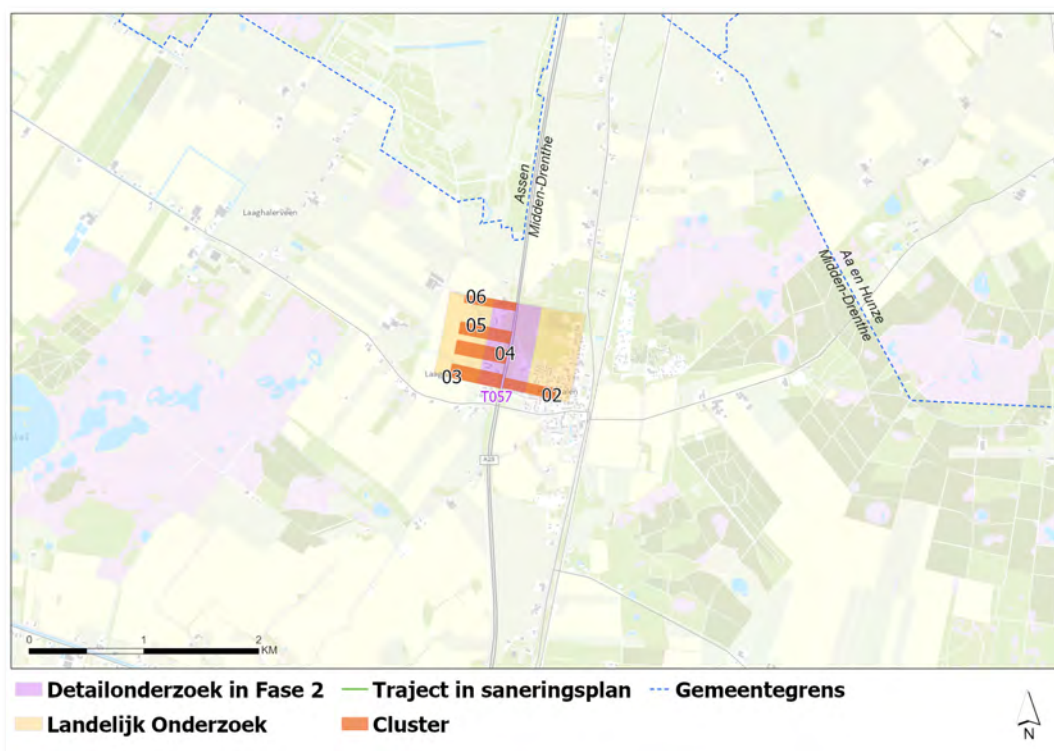 Assen
Midden-Drenthe
Aa en Hunze
Midden-Drenthe
Laaghalerveen
06
05
04
03
02
T057
A28
0 1 2
KM
Detailonderzoek in Fase 2
Traject in saneringsplan
Gemeentegrens
Landelijk Onderzoek
Cluster
N